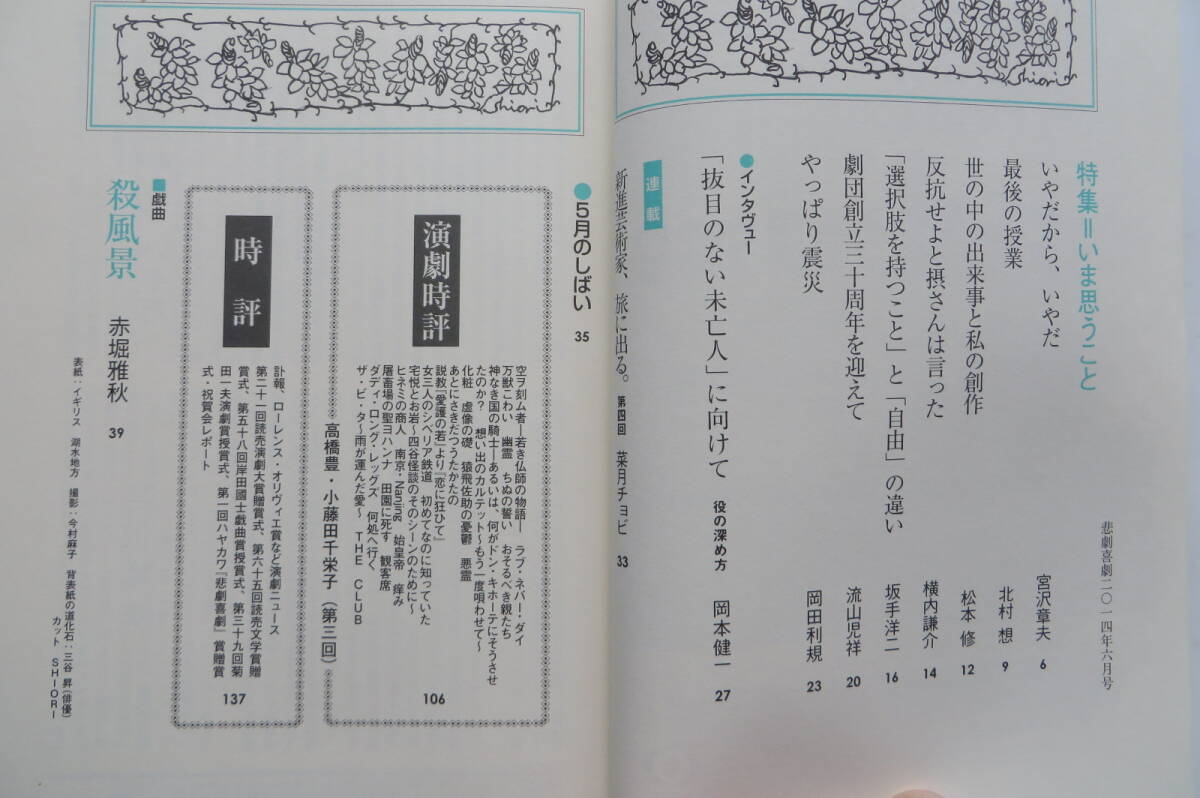 悲劇喜劇二〇一四年六月号
特集＝いま思うこと
いやだから、いやだ 宮沢章夫 6
最後の授業 北村 想 9
世の中の出来事と私の創作 松本 修 12
反抗せよと摂さんは言った 横内謙介 14
「選択肢を持つこと」と「自由」の違い 坂手洋二 16
劇団創立三十周年を迎えて 流山児祥 20
やっぱり震災 岡田利規 23
●インタヴュー
「抜目のない未亡人」に向けて 役の深め方 岡本健一 27
連載
新進芸術家、旅に出る。 第四回 菜月チョビ 33
Shiori
●5月のしばい 35
演劇時評
空ヲ刻ム者―若き仏師の物語― ラブ・ネバー・ダイ
万獣こわい 幽霊 ちぬの誓い おそるべき親たち
神なき国の騎士―あるいは、何がドン・キホーテにそうさせ
たのか？ 想い出のカルテット～もう一度唄わせて～
化粧 虚像の礎 猿飛佐助の憂鬱 悪霊
あとにさきだつうたかたの
説教『愛護の若』より『恋に狂ひて』
女三人のシベリア鉄道 初めてなのに知っていた
宅悦とお岩～四谷怪談のそのシーンのために～
ヒネミの商人 南京・Nanjing 始皇帝 痒み
屠畜場の聖ヨハンナ 田園に死す 観客席
ダディ・ロング・レッグズ 何処へ行く
ザ・ビ・タ～雨が運んだ愛～ THE CLUB
高橋豊・小藤田千栄子（第三回） 106
時評
訃報、ローレンス・オリヴィエ賞など演劇ニュース
第二十一回読売演劇大賞贈賞式、第六十五回読売文学賞贈
賞式、第五十八回岸田國士戯曲賞授賞式、第三十九回菊
田一夫演劇賞授賞式、第一回ハヤカワ『悲劇喜劇』賞贈賞
式・祝賀会レポート
137
■戯曲
殺風景 赤堀雅秋 39
表紙：イギリス 湖水地方 撮影：今村麻子 背表紙の道化石：三谷 昇（俳優）
カット SHIORI
Shiori